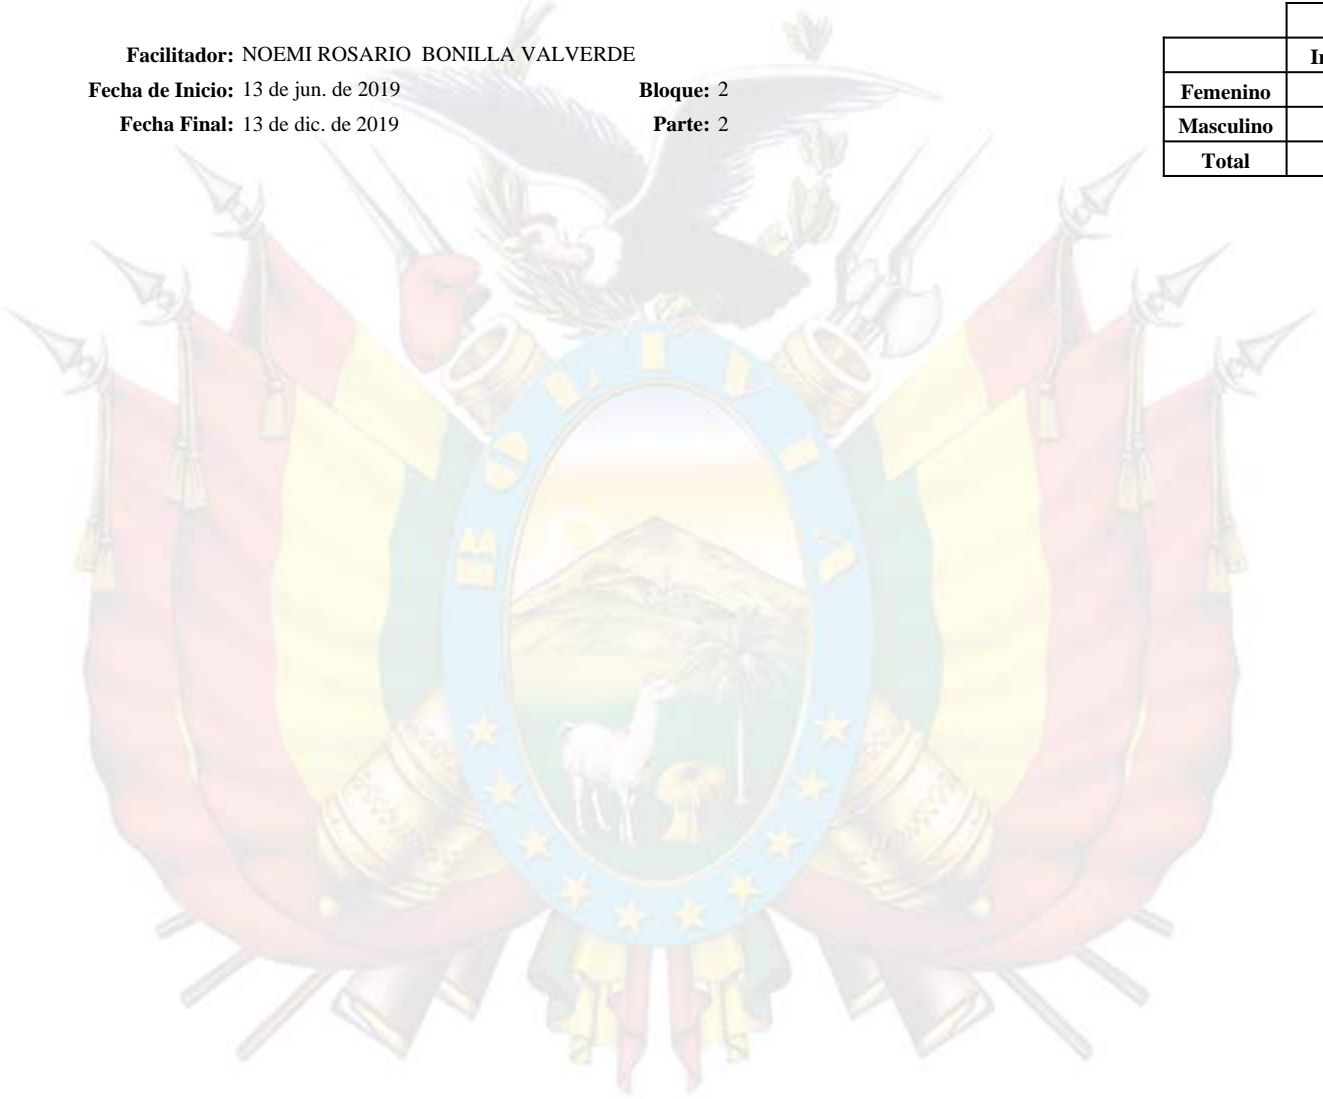 Facilitador: NOEMI ROSARIO BONILLA VALVERDE
Fecha de Inicio: 13 de jun. de 2019 Bloque: 2
Fecha Final: 13 de dic. de 2019 Parte: 2
Femenino
Masculino
Total
BOLIVIA